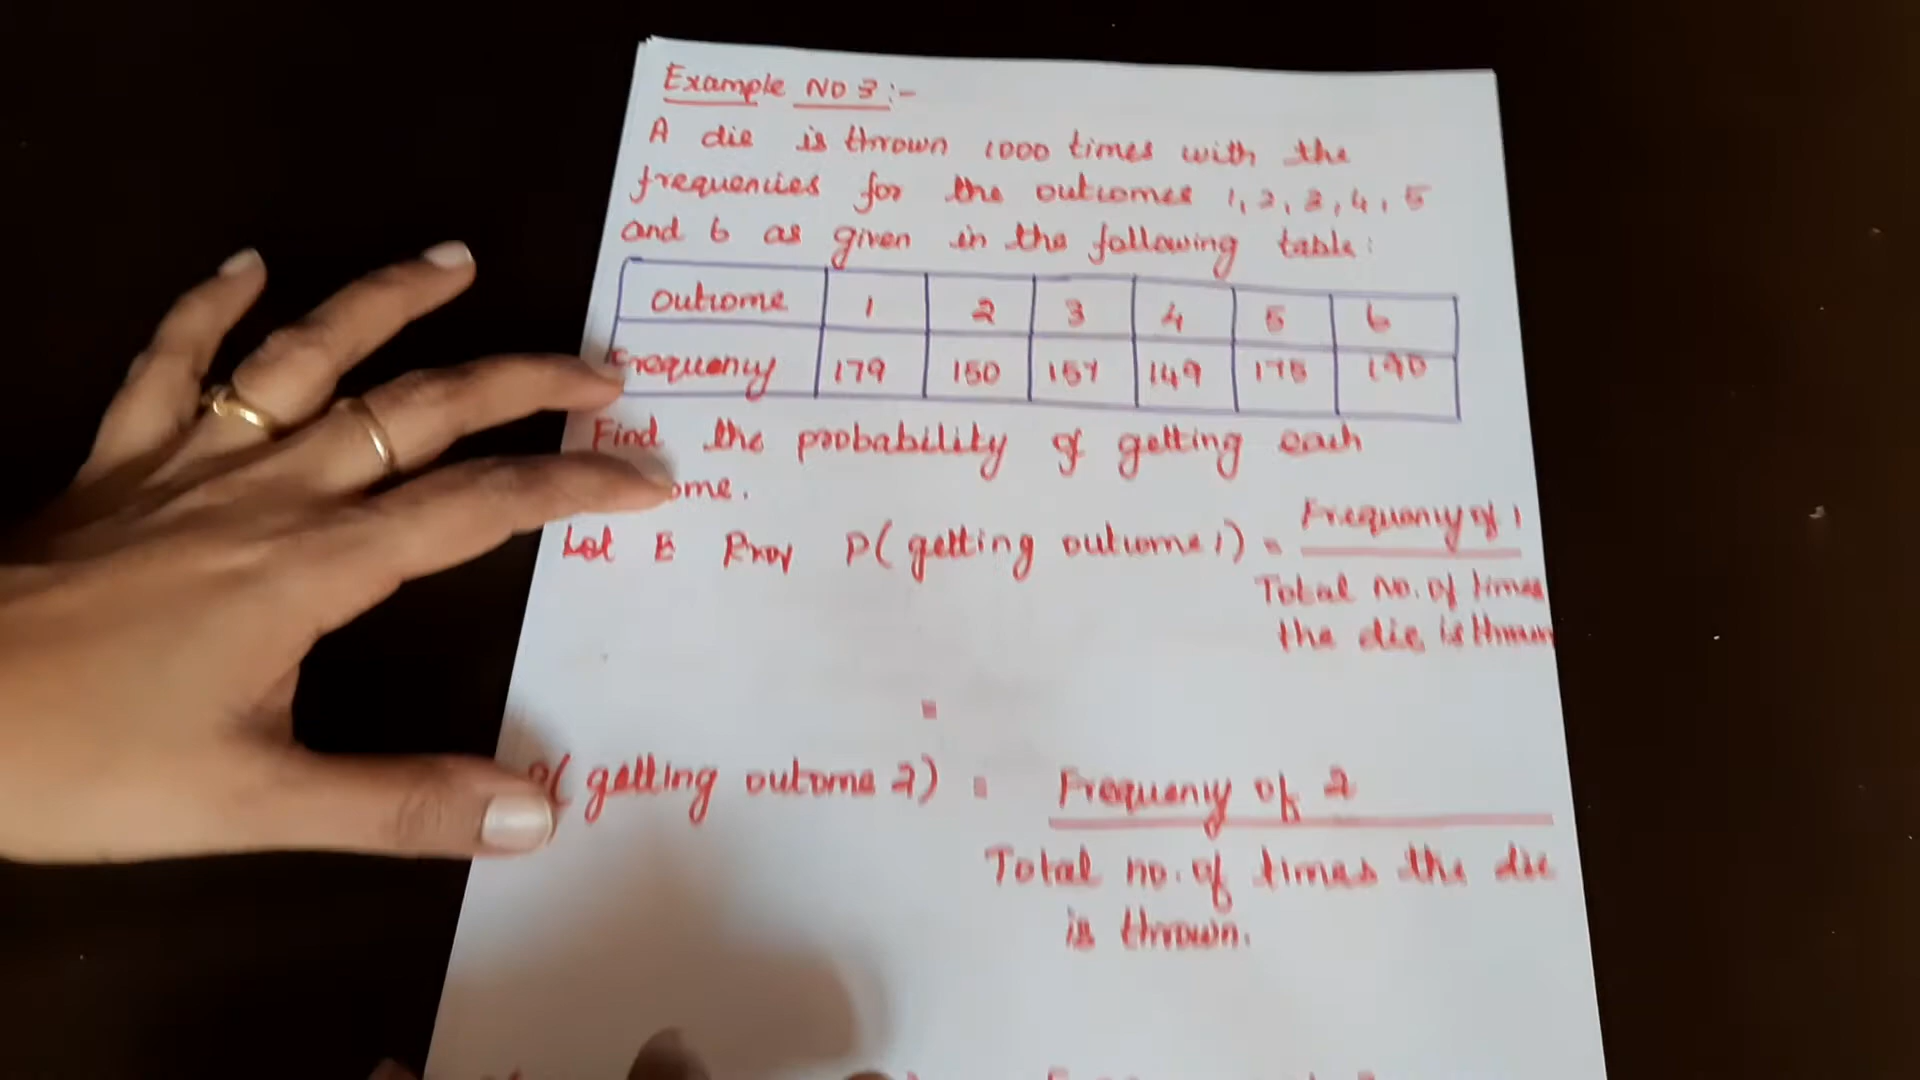 Example No 3:-
A die is thrown 1000 times with the
frequencies for the outcomes 1, 2, 3, 4, 5
and 6 as given in the following table:
Outcome 1 2 3 4 5 6
Frequency 179 150 157 149 175 190
Find the probability of getting each
ome.
Let E P(getting outcome 1) = Frequency of 1
Total no. of times
the die is thrown
=
P(getting outcome 2) = Frequency of 2
Total no. of times the die
is thrown.